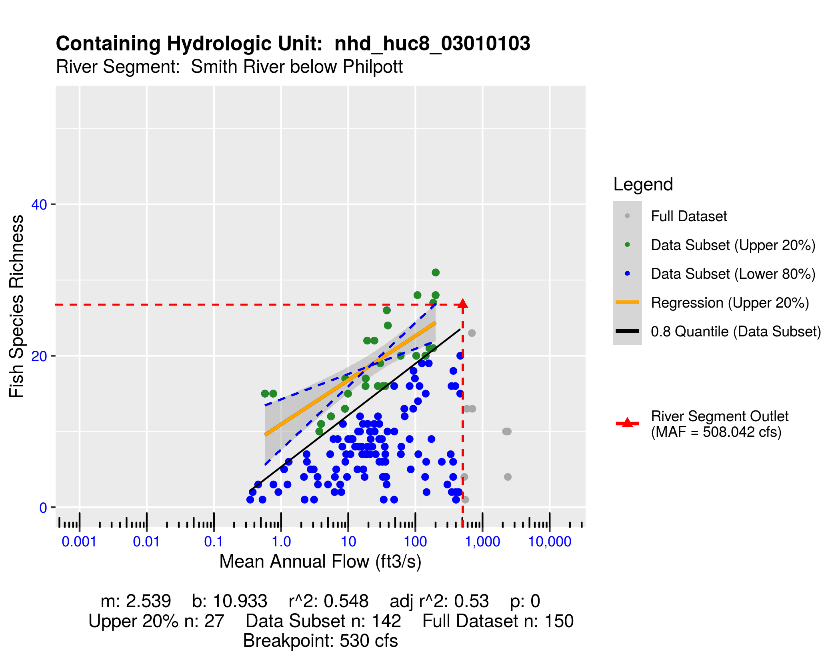 Containing Hydrologic Unit:  nhd_huc8_03010103
River Segment:  Smith River below Philpott
Fish Species Richness
40
20
0
0.001 0.01 0.1 1.0 10 100 1,000 10,000
Mean Annual Flow (ft3/s)
Legend
Full Dataset
Data Subset (Upper 20%)
Data Subset (Lower 80%)
Regression (Upper 20%)
0.8 Quantile (Data Subset)
River Segment Outlet
(MAF = 508.042 cfs)
m: 2.539    b: 10.933    r^2: 0.548    adj r^2: 0.53    p: 0
Upper 20% n: 27    Data Subset n: 142    Full Dataset n: 150
Breakpoint: 530 cfs